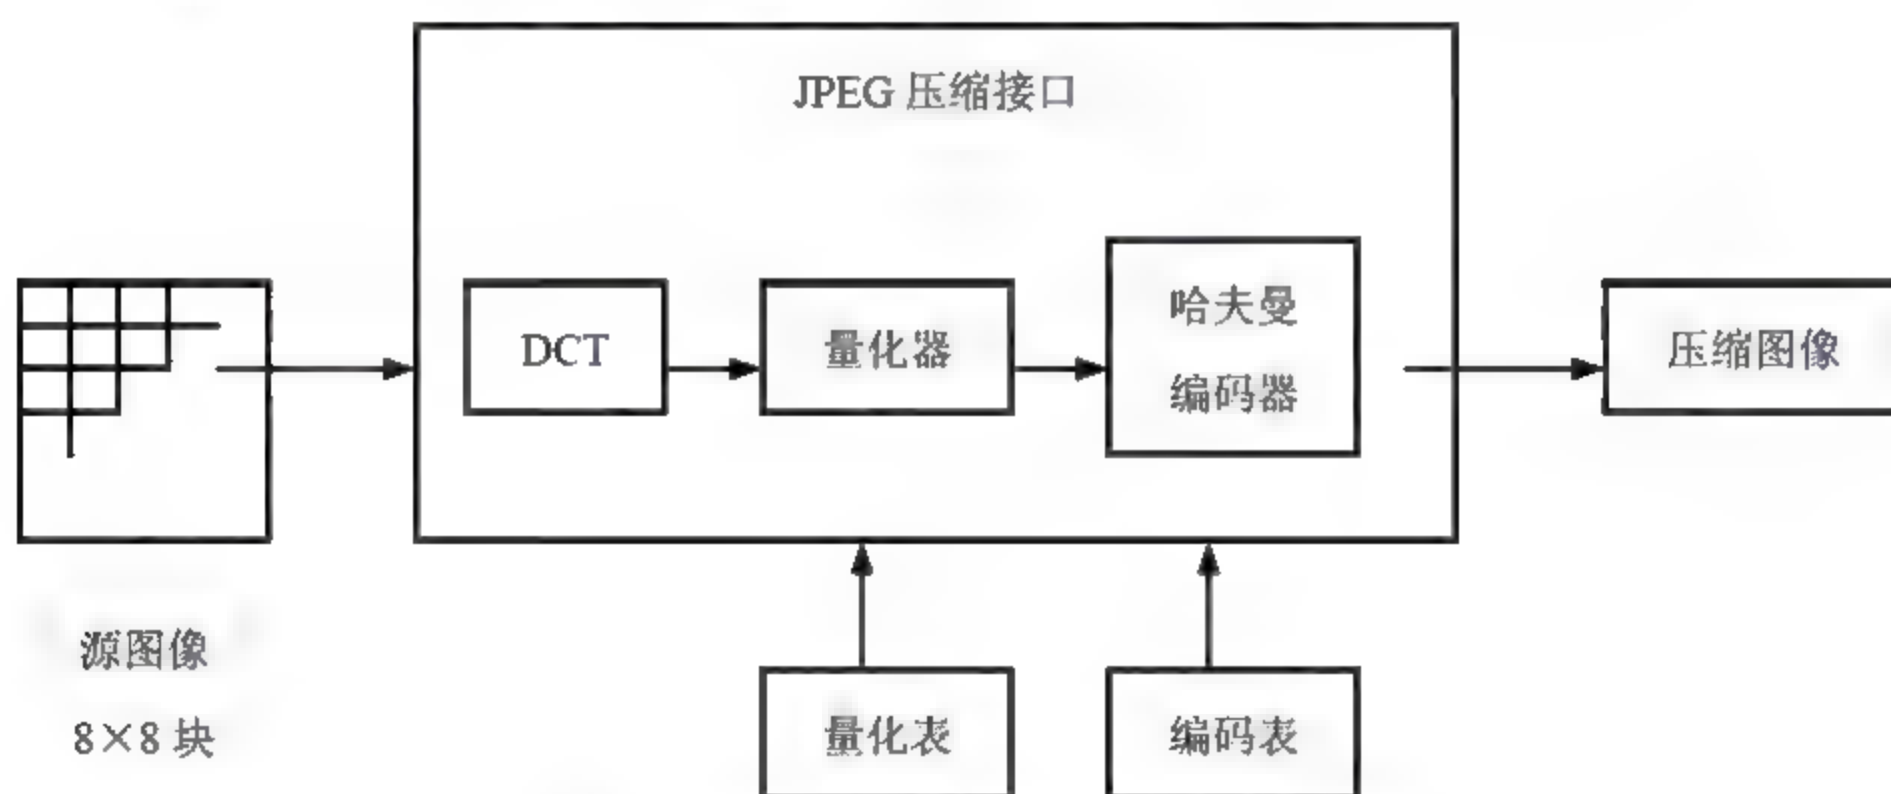 JPEG 压缩接口
DCT
量化器
哈夫曼
编码器
压缩图像
源图像
8×8 块
量化表
编码表